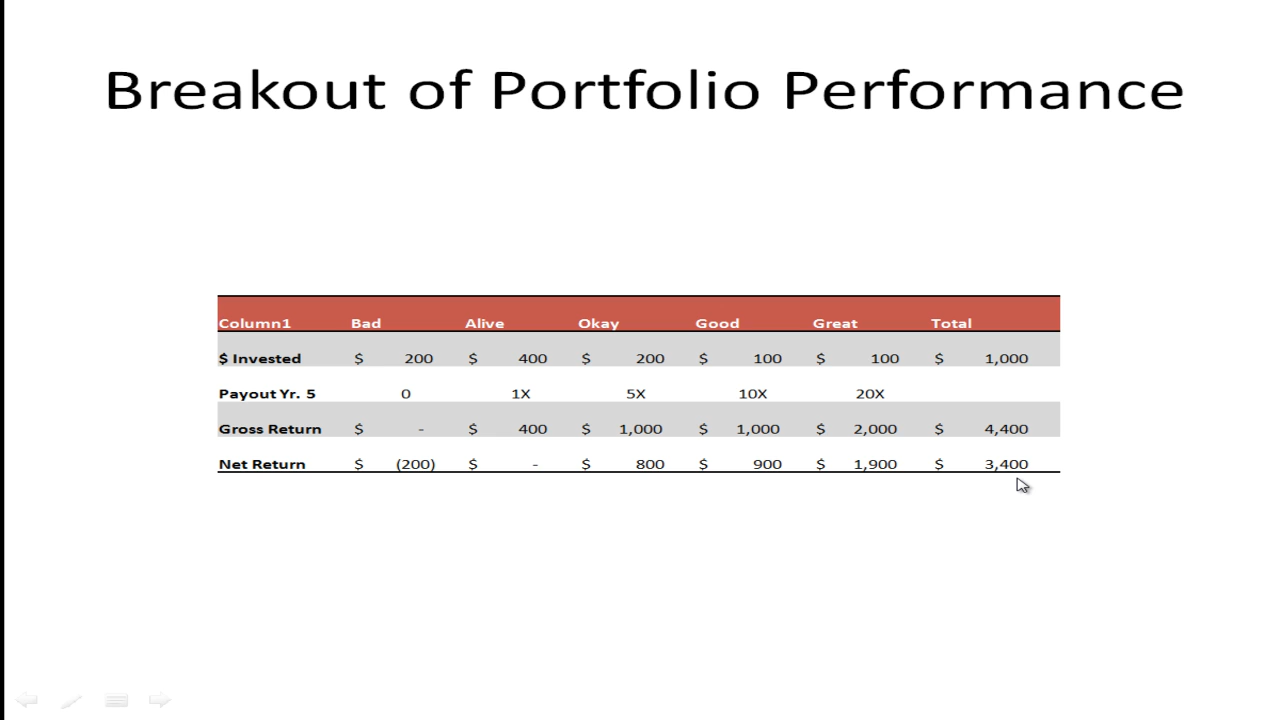 Breakout of Portfolio Performance
Column1 Bad Alive Okay Good Great Total
$ Invested $ 200 $ 400 $ 200 $ 100 $ 100 $ 1,000
Payout Yr. 5 0 1X 5X 10X 20X
Gross Return $ - $ 400 $ 1,000 $ 1,000 $ 2,000 $ 4,400
Net Return $ (200) $ - $ 800 $ 900 $ 1,900 $ 3,400